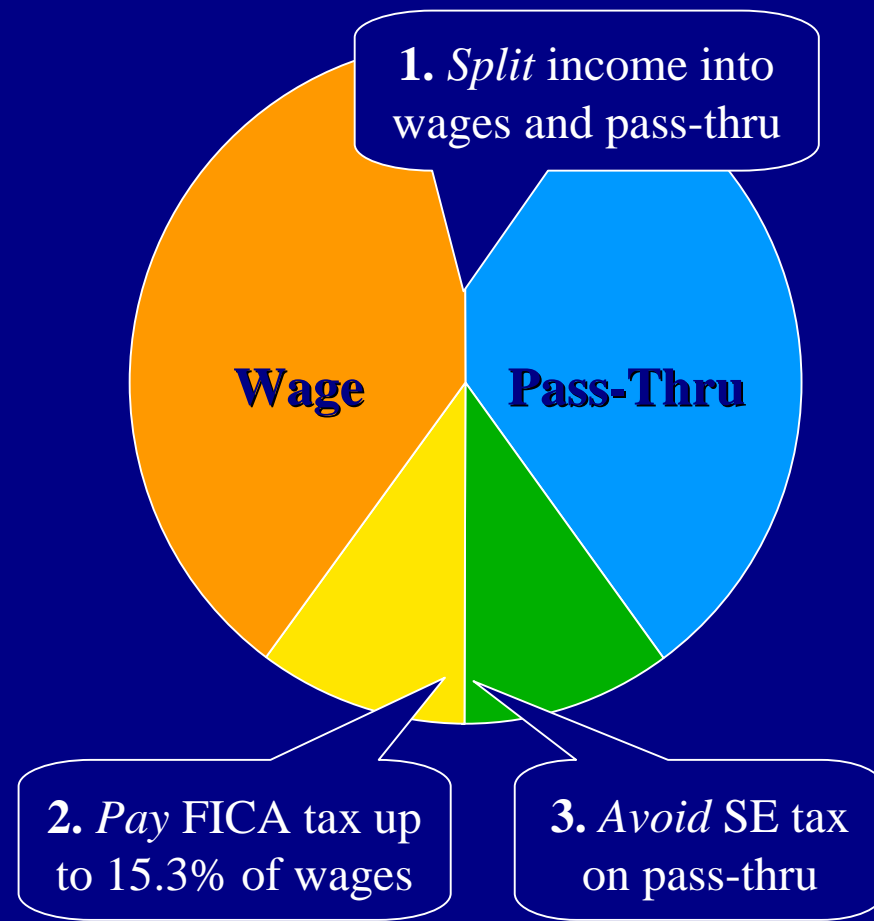 1. Split income into
wages and pass-thru
Wage
Pass-Thru
2. Pay FICA tax up
to 15.3% of wages
3. Avoid SE tax
on pass-thru